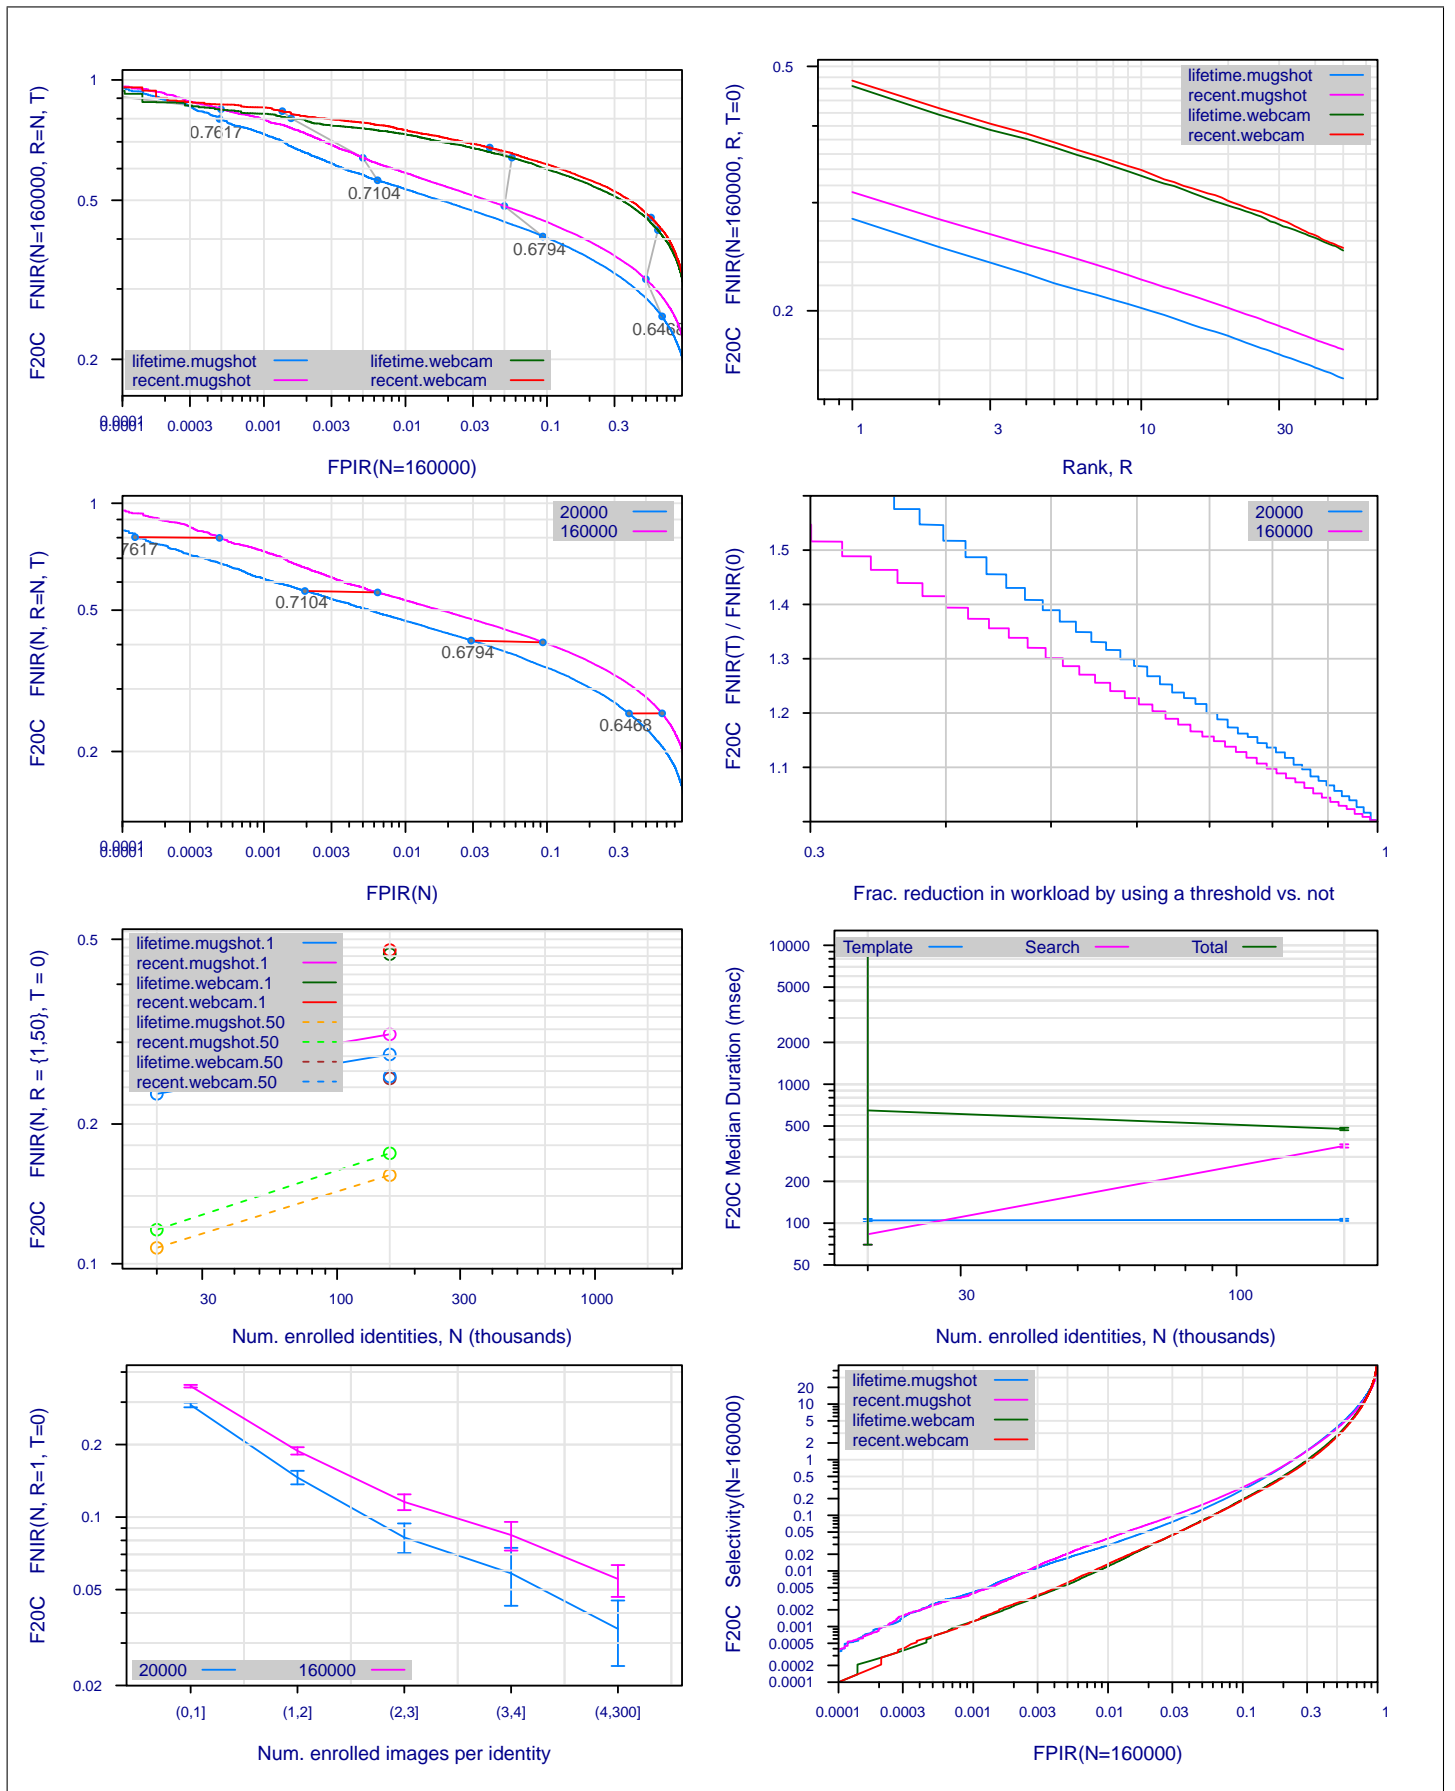 F20C FNIR(N=160000, R=N, T)
1
0.5
0.2
0.7617
0.7104
0.6794
0.6468
lifetime.mugshot
recent.mugshot
lifetime.webcam
recent.webcam
0.0001
0.0001 0.0003 0.001 0.003 0.01 0.03 0.1 0.3
FPIR(N=160000)
F20C FNIR(N=160000, R, T=0)
0.5
0.2
lifetime.mugshot
recent.mugshot
lifetime.webcam
recent.webcam
1 3 10 30
Rank, R
F20C FNIR(N, R=N, T)
1
0.5
0.2
20000
160000
7617
0.7104
0.6794
0.6468
0.0001
0.0001 0.0003 0.001 0.003 0.01 0.03 0.1 0.3
FPIR(N)
F20C FNIR(T) / FNIR(0)
1.5
1.4
1.3
1.2
1.1
20000
160000
0.3 1
Frac. reduction in workload by using a threshold vs. not
F20C FNIR(N, R = {1,50}, T = 0)
0.5
0.2
0.1
lifetime.mugshot.1
recent.mugshot.1
lifetime.webcam.1
recent.webcam.1
lifetime.mugshot.50
recent.mugshot.50
lifetime.webcam.50
recent.webcam.50
30 100 300 1000
Num. enrolled identities, N (thousands)
F20C Median Duration (msec)
10000
5000
2000
1000
500
200
100
50
Template Search Total
30 100
Num. enrolled identities, N (thousands)
F20C FNIR(N, R=1, T=0)
0.2
0.1
0.05
0.02
20000 160000
(0,1] (1,2] (2,3] (3,4] (4,300]
Num. enrolled images per identity
F20C Selectivity(N=160000)
20
10
5
2
1
0.5
0.2
0.1
0.05
0.02
0.01
0.005
0.002
0.001
0.0005
0.0002
0.0001
lifetime.mugshot
recent.mugshot
lifetime.webcam
recent.webcam
0.0001 0.0003 0.001 0.003 0.01 0.03 0.1 0.3 1
FPIR(N=160000)